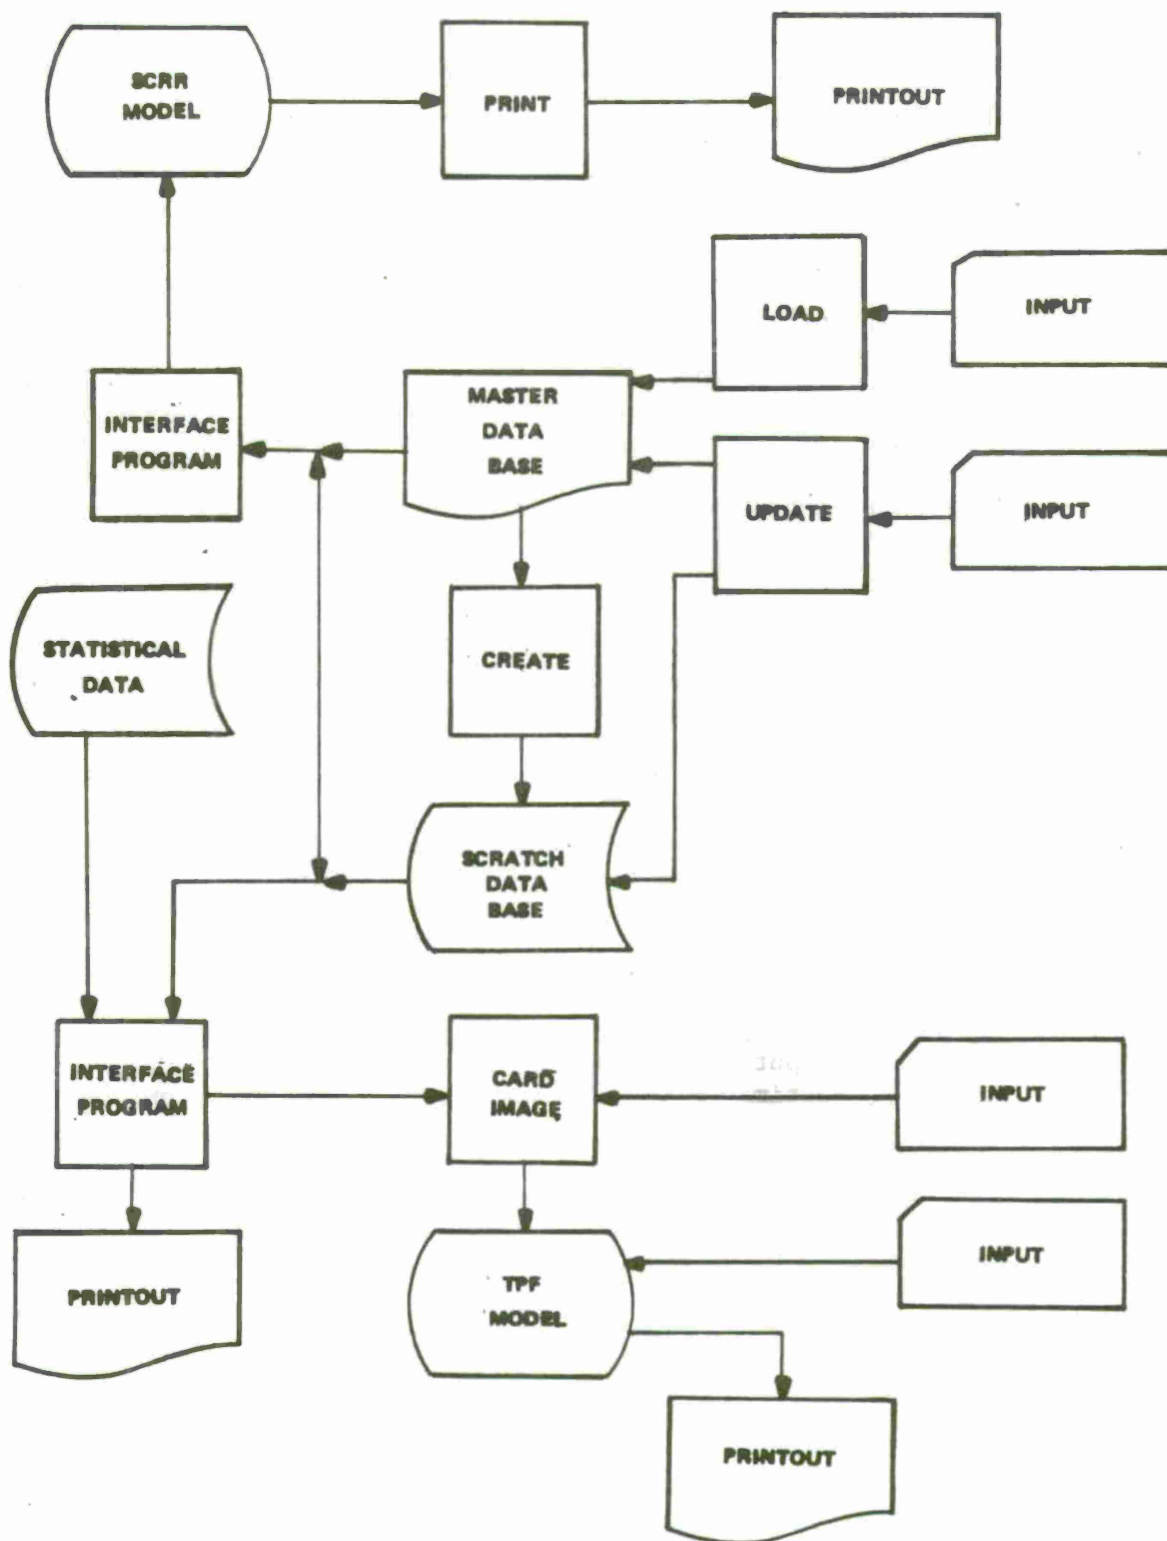 SCRR
MODEL
PRINT
PRINTOUT
LOAD
INPUT
INTERFACE
PROGRAM
MASTER
DATA
BASE
UPDATE
INPUT
STATISTICAL
DATA
CREATE
SCRATCH
DATA
BASE
INTERFACE
PROGRAM
CARD
IMAGE
INPUT
PRINTOUT
TPF
MODEL
INPUT
PRINTOUT